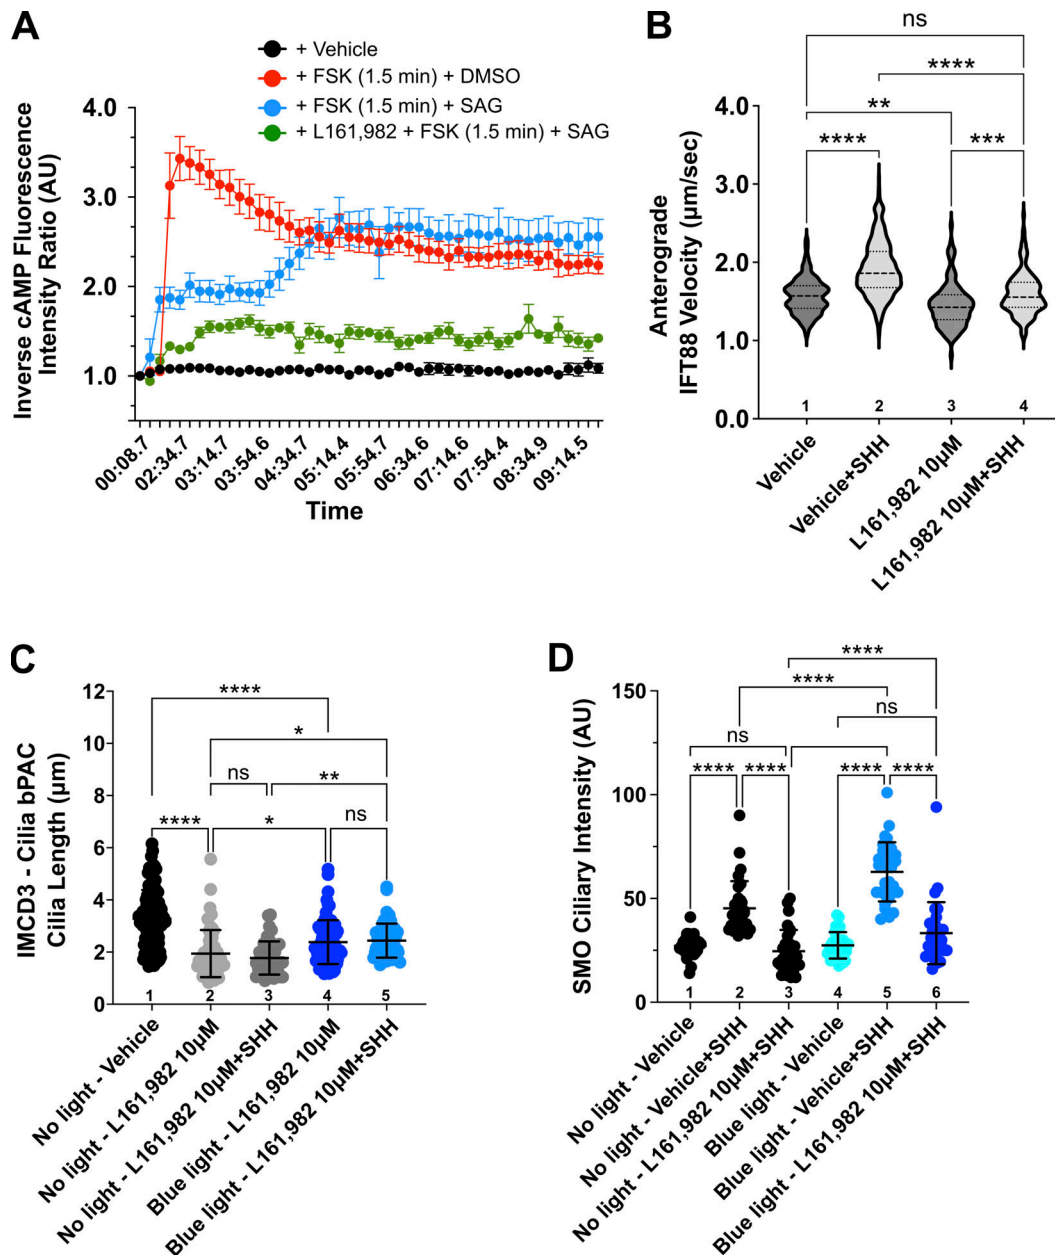 A
+ Vehicle
+ FSK (1.5 min) + DMSO
+ FSK (1.5 min) + SAG
+ L161,982 + FSK (1.5 min) + SAG
Inverse cAMP Fluorescence
Intensity Ratio (AU)
4.0
3.0
2.0
1.0
00:08.7
02:34.7
03:14.7
03:54.6
04:34.7
05:14.4
05:54.7
06:34.6
07:14.6
07:54.4
08:34.9
09:14.5
Time
B
Anterograde
IFT88 Velocity (µm/sec)
4.0
3.0
2.0
1.0
0.0
ns
****
**
****
***
1
2
3
4
Vehicle
Vehicle+SHH
L161,982 10µM
L161,982 10µM+SHH
C
IMCD3 - Cilia bPAC
Cilia Length (µm)
12
10
8
6
4
2
0
****
*
ns
**
****
*
ns
1
2
3
4
5
No light - Vehicle
No light - L161,982 10µM
No light - L161,982 10µM+SHH
Blue light - L161,982 10µM
Blue light - L161,982 10µM+SHH
D
SMO Ciliary Intensity (AU)
150
100
50
0
****
****
ns
ns
****
****
****
****
1
2
3
4
5
6
No light - Vehicle
No light - Vehicle+SHH
No light - L161,982 10µM+SHH
Blue light - Vehicle
Blue light - Vehicle+SHH
Blue light - L161,982 10µM+SHH